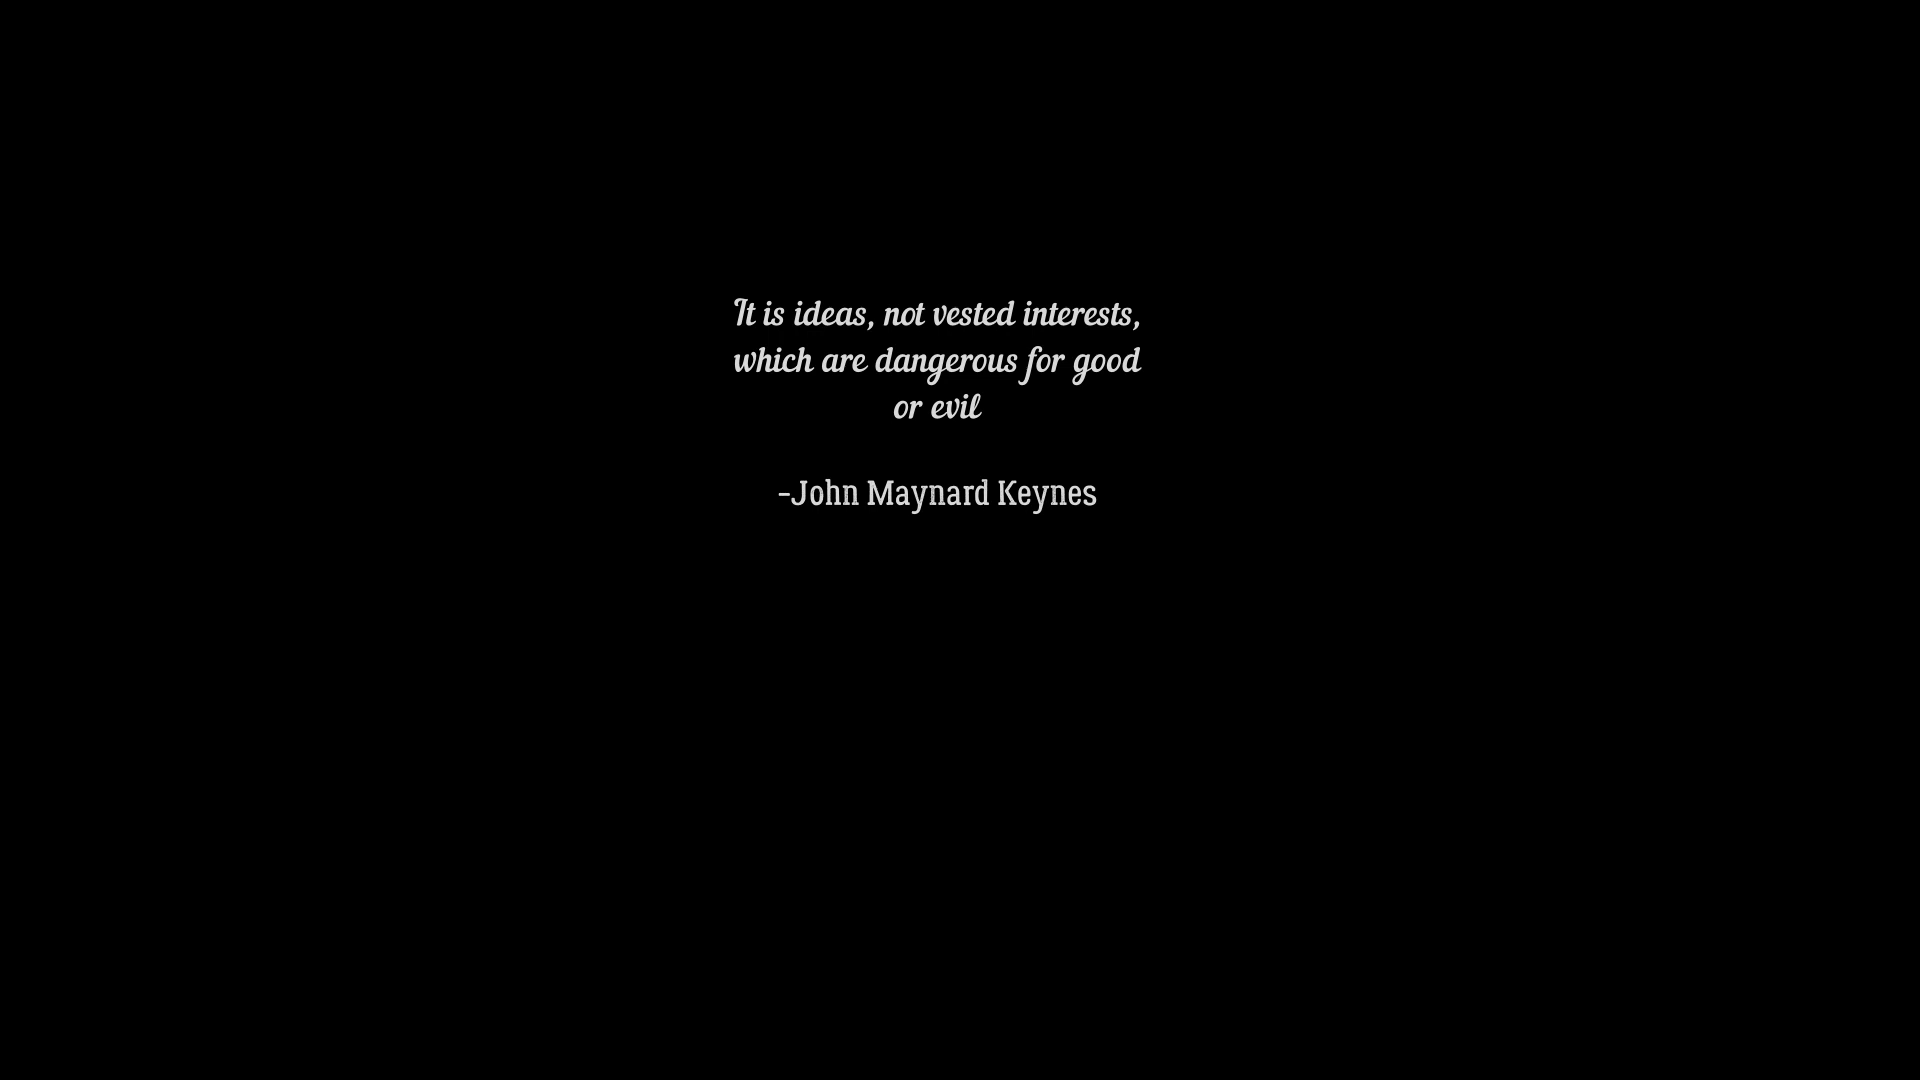 It is ideas, not vested interests,
which are dangerous for good
or evil
-John Maynard Keynes